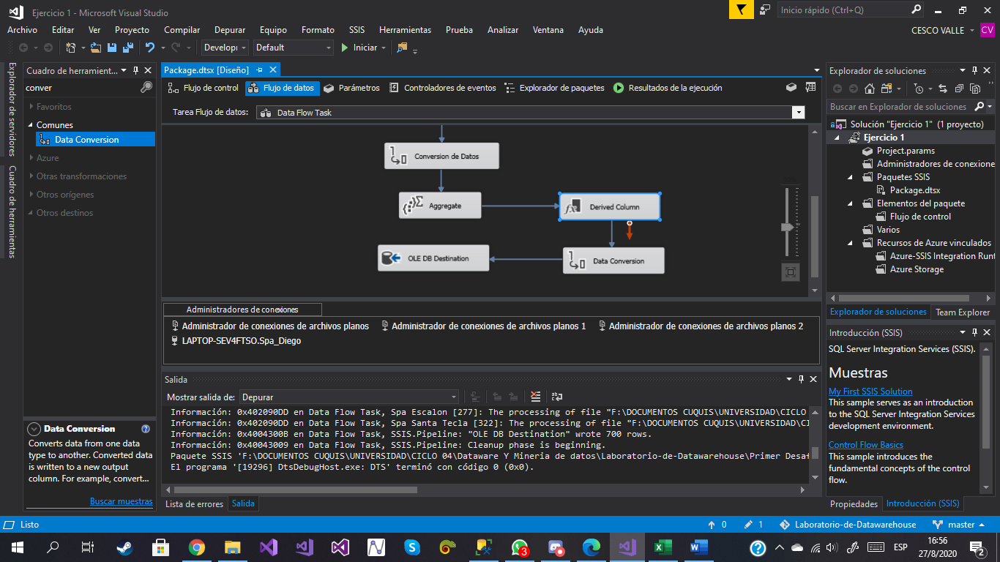 Ejercicio 1 - Microsoft Visual Studio
Inicio rápido (Ctrl+Q)
Archivo Editar Ver Proyecto Compilar Depurar Equipo Formato SSIS Herramientas Prueba Analizar Ventana Ayuda
CESCO VALLE CV
Developi Default Iniciar
Explorador de servidores
Cuadro de herramientas
Cuadro de herramient...
conver
Favoritos
Comunes
Data Conversion
Azure
Otras transformaciones
Otros orígenes
Otros destinos
Data Conversion
Converts data from one data
type to another. Converted data
is written to a new output
column. For example, convert...
Buscar muestras
Package.dtsx [Diseño]
Flujo de control Flujo de datos Parámetros Controladores de eventos Explorador de paquetes Resultados de la ejecución
Tarea Flujo de datos: Data Flow Task
Conversion de Datos
Aggregate
Derived Column
OLE DB Destination
Data Conversion
Administradores de conexiones
Administrador de conexiones de archivos planos Administrador de conexiones de archivos planos 1 Administrador de conexiones de archivos planos 2
LAPTOP-SEV4FTSO.Spa_Diego
Salida
Mostrar salida de: Depurar
Información: 0x402090DD en Data Flow Task, Spa Escalon [277]: The processing of file "F:\DOCUMENTOS CUQUIS\UNIVERSIDAD\CICLO
Información: 0x402090DD en Data Flow Task, Spa Santa Tecla [322]: The processing of file "F:\DOCUMENTOS CUQUIS\UNIVERSIDAD\CI
Información: 0x4004300B en Data Flow Task, SSIS.Pipeline: "OLE DB Destination" wrote 700 rows.
Información: 0x40043009 en Data Flow Task, SSIS.Pipeline: Cleanup phase is beginning.
Paquete SSIS 'F:\DOCUMENTOS CUQUIS\UNIVERSIDAD\CICLO 04\Dataware Y Mineria de datos\Laboratorio-de-Datawarehouse\Primer Desaf
El programa '[19296] DtsDebugHost.exe: DTS' terminó con código 0 (0x0).
Lista de errores Salida
Explorador de soluciones
Buscar en Explorador de soluciones
Solución "Ejercicio 1" (1 proyecto)
Ejercicio 1
Project.params
Administradores de conexione
Paquetes SSIS
Package.dtsx
Elementos del paquete
Flujo de control
Varios
Recursos de Azure vinculados
Azure-SSIS Integration Runt
Azure Storage
Explorador de soluciones Team Explorer
Introducción (SSIS)
SQL Server Integration Services (SSIS).
Muestras
My First SSIS Solution
This sample serves as an introduction
to the SQL Server Integration Services
development environment.
Control Flow Basics
This sample introduces the
fundamental concepts of the control
flow.
Propiedades Introducción (SSIS)
Listo
0 1 Laboratorio-de-Datawarehouse master
3
ESP
16:56
27/8/2020
2